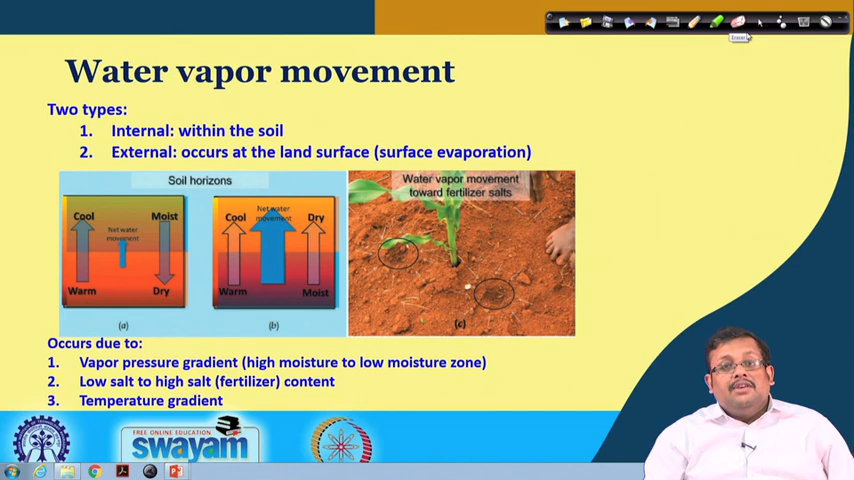 Eraser
Water vapor movement
Two types:
1. Internal: within the soil
2. External: occurs at the land surface (surface evaporation)
Soil horizons
Cool
Moist
Net water
movement
Warm
Dry
(a)
Cool
Net water
movement
Dry
Warm
Moist
(b)
Water vapor movement
toward fertilizer salts
(c)
Occurs due to:
1. Vapor pressure gradient (high moisture to low moisture zone)
2. Low salt to high salt (fertilizer) content
3. Temperature gradient
FREE ONLINE EDUCATION
swayam